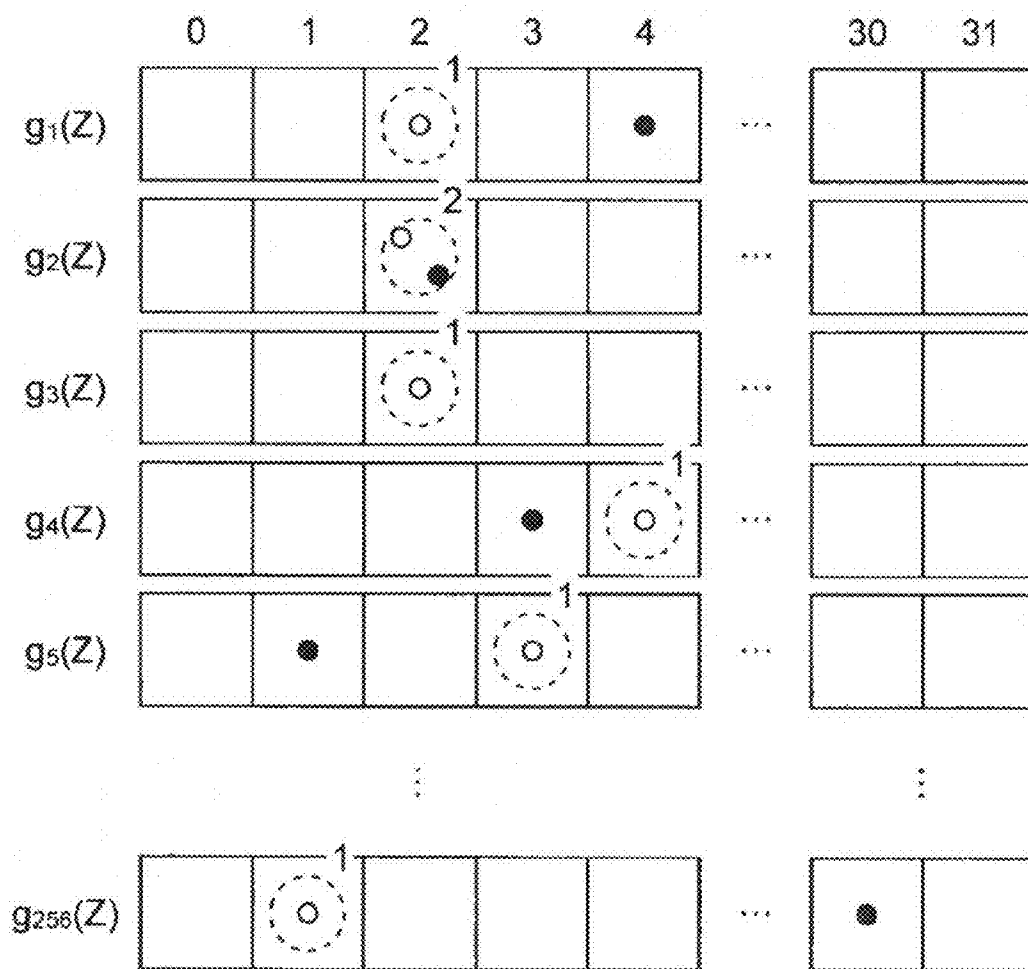 0 1 2 3 4 30 31
g1(Z) 1 ...
g2(Z) 2 ...
g3(Z) 1 ...
g4(Z) 1 ...
g5(Z) 1 ...
⋮ ⋮
g256(Z) 1 ...